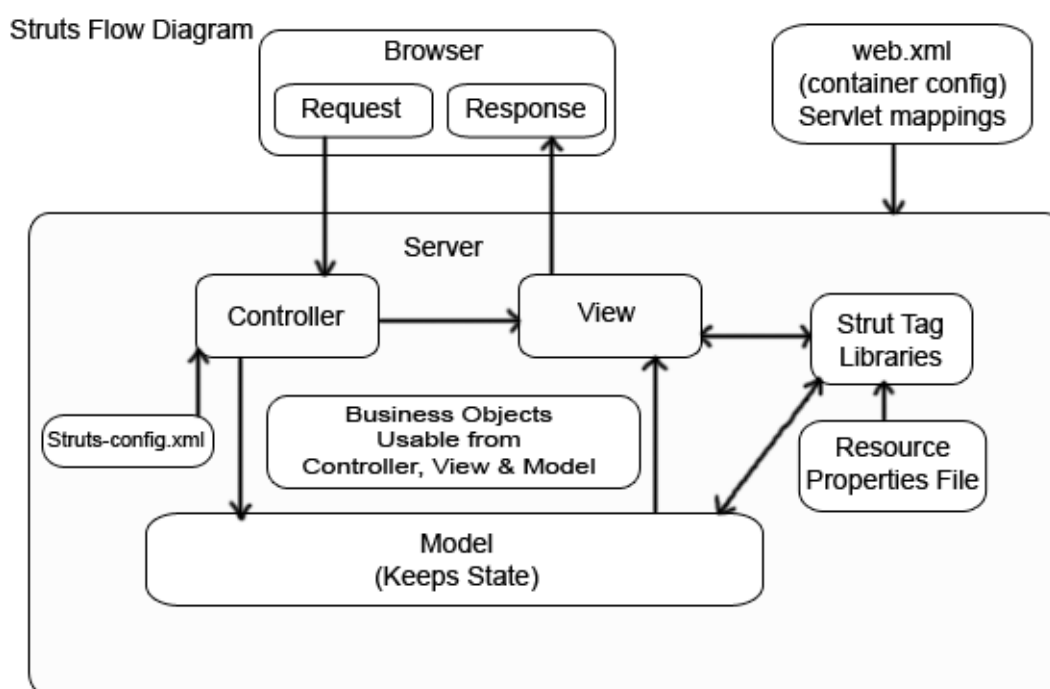 Struts Flow Diagram
Browser
Request
Response
web.xml
(container config)
Servlet mappings
Server
Controller
View
Strut Tag
Libraries
Struts-config.xml
Business Objects
Usable from
Controller, View & Model
Resource
Properties File
Model
(Keeps State)